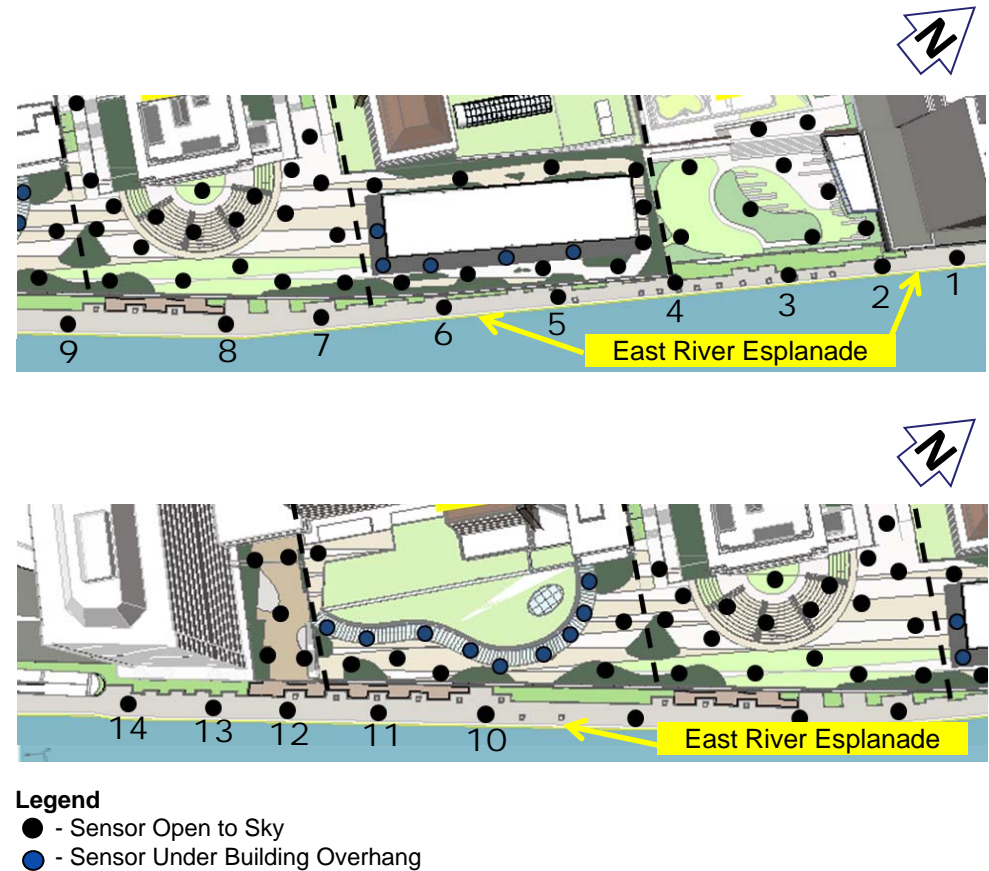 N
9
8
7
6
5
4
3
2
1
East River Esplanade
N
14
13
12
11
10
East River Esplanade
Legend
- Sensor Open to Sky
- Sensor Under Building Overhang